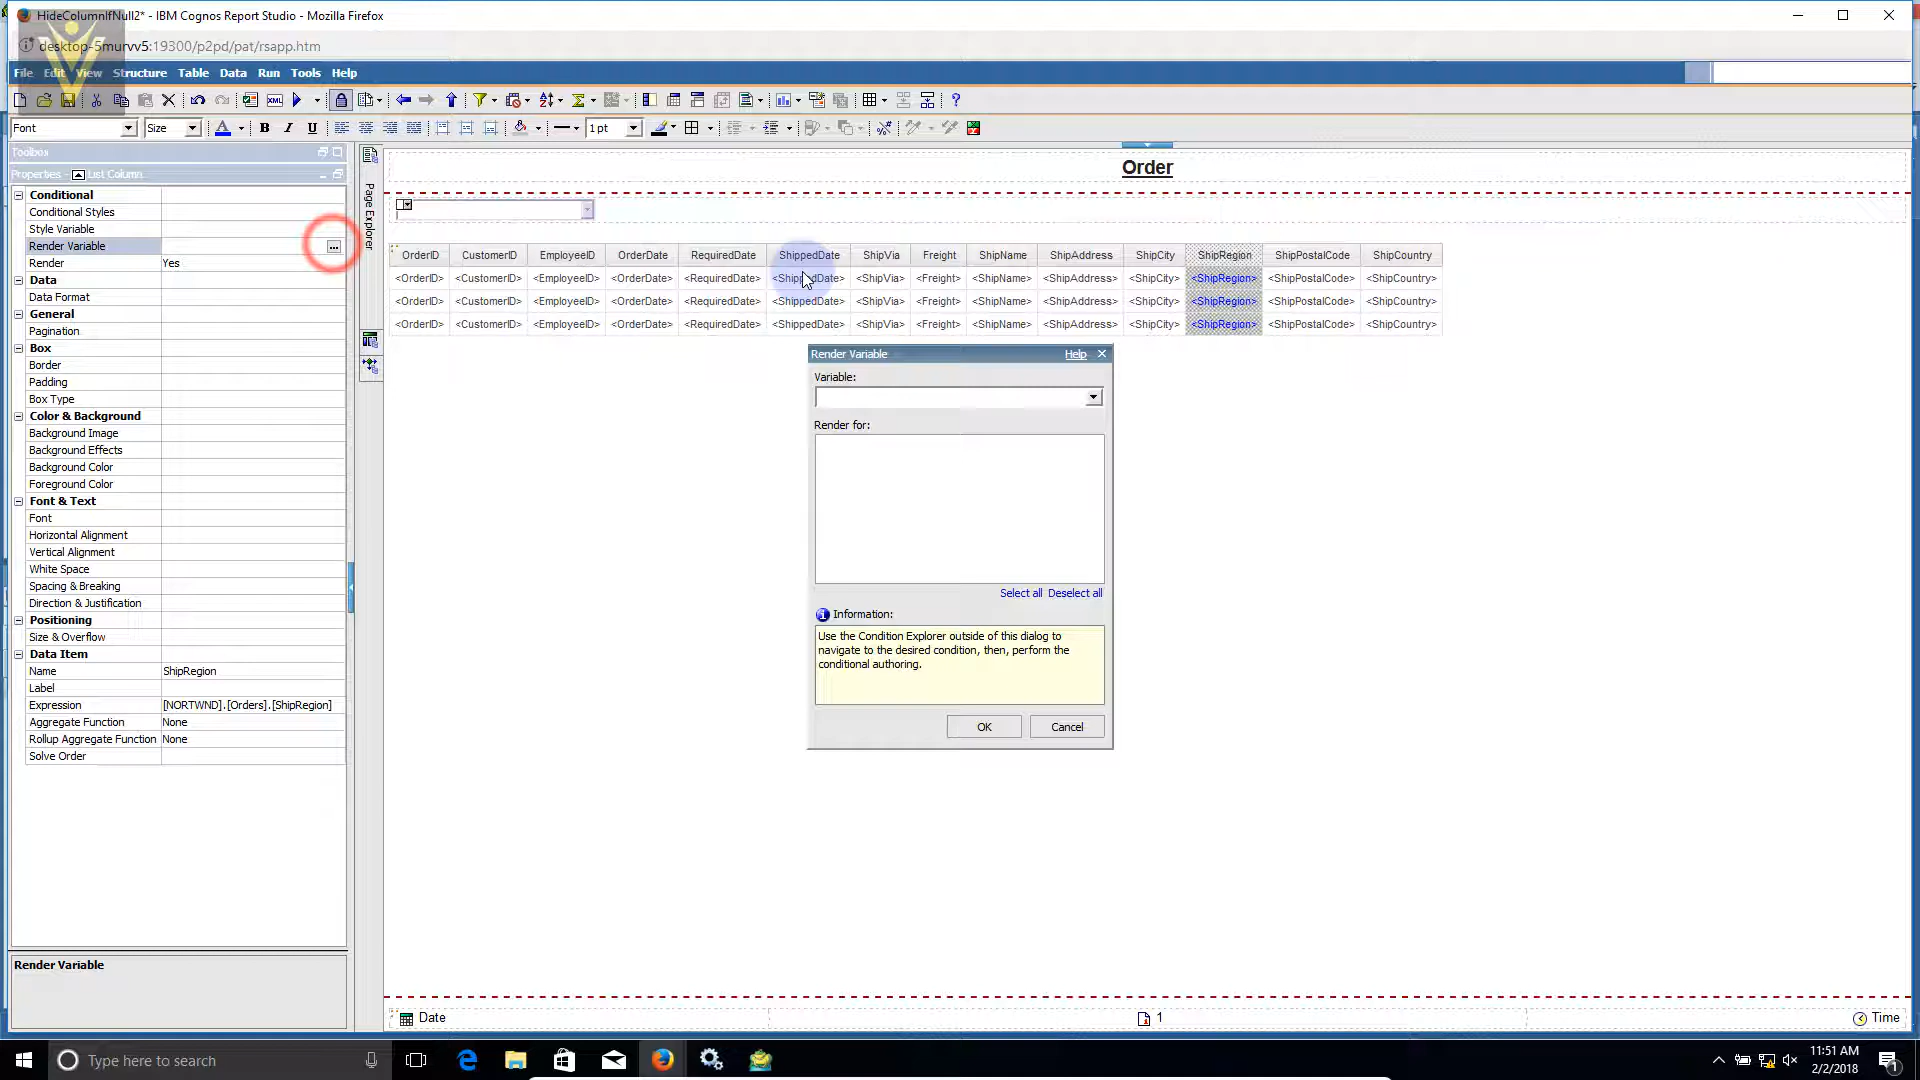 HideColumnIfNull2* - IBM Cognos Report Studio - Mozilla Firefox
desktop-5murvv5:19300/p2pd/pat/rsapp.htm
File Edit View Structure Table Data Run Tools Help
Font Size B I U 1pt
Toolbox
Properties - List Column
Conditional
Conditional Styles
Style Variable
Render Variable ...
Render Yes
Data
Data Format
General
Pagination
Box
Border
Padding
Box Type
Color & Background
Background Image
Background Effects
Background Color
Foreground Color
Font & Text
Font
Horizontal Alignment
Vertical Alignment
White Space
Spacing & Breaking
Direction & Justification
Positioning
Size & Overflow
Data Item
Name ShipRegion
Label
Expression [NORTWND].[Orders].[ShipRegion]
Aggregate Function None
Rollup Aggregate Function None
Solve Order
Render Variable
Page Explorer
Order
OrderID CustomerID EmployeeID OrderDate RequiredDate ShippedDate ShipVia Freight ShipName ShipAddress ShipCity ShipRegion ShipPostalCode ShipCountry
<OrderID> <CustomerID> <EmployeeID> <OrderDate> <RequiredDate> <ShippedDate> <ShipVia> <Freight> <ShipName> <ShipAddress> <ShipCity> <ShipRegion> <ShipPostalCode> <ShipCountry>
<OrderID> <CustomerID> <EmployeeID> <OrderDate> <RequiredDate> <ShippedDate> <ShipVia> <Freight> <ShipName> <ShipAddress> <ShipCity> <ShipRegion> <ShipPostalCode> <ShipCountry>
<OrderID> <CustomerID> <EmployeeID> <OrderDate> <RequiredDate> <ShippedDate> <ShipVia> <Freight> <ShipName> <ShipAddress> <ShipCity> <ShipRegion> <ShipPostalCode> <ShipCountry>
Render Variable Help
Variable:
Render for:
Select all Deselect all
Information:
Use the Condition Explorer outside of this dialog to
navigate to the desired condition, then, perform the
conditional authoring.
OK Cancel
Date 1 Time
Type here to search
11:51 AM
2/2/2018
1